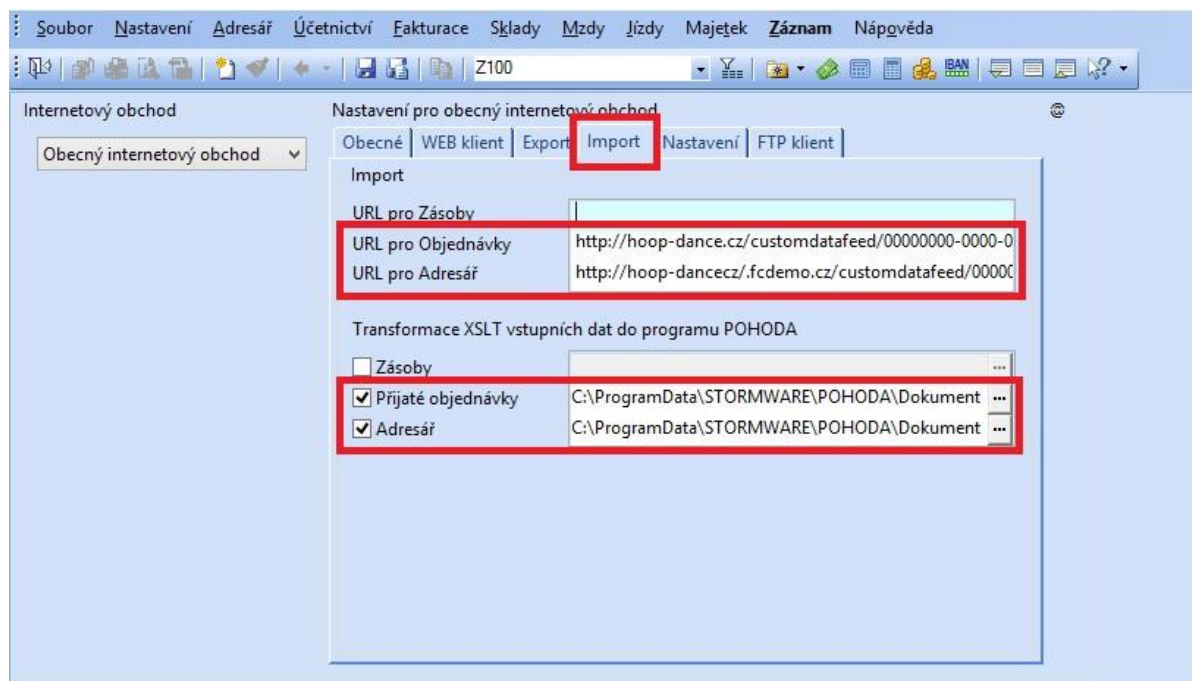 Soubor Nastavení Adresář Účetnictví Fakturace Sklady Mzdy Jízdy Majetek Záznam Nápověda
Z100 IBAN
Internetový obchod
Obecný internetový obchod
Nastavení pro obecný internetový obchod
Obecné WEB klient Export Import Nastavení FTP klient
Import
URL pro Zásoby
URL pro Objednávky http://hoop-dance.cz/customdatafeed/00000000-0000-0
URL pro Adresář http://hoop-dancecz/.fcdemo.cz/customdatafeed/00000
Transformace XSLT vstupních dat do programu POHODA
Zásoby ...
Přijaté objednávky C:\ProgramData\STORMWARE\POHODA\Dokument ...
Adresář C:\ProgramData\STORMWARE\POHODA\Dokument ...